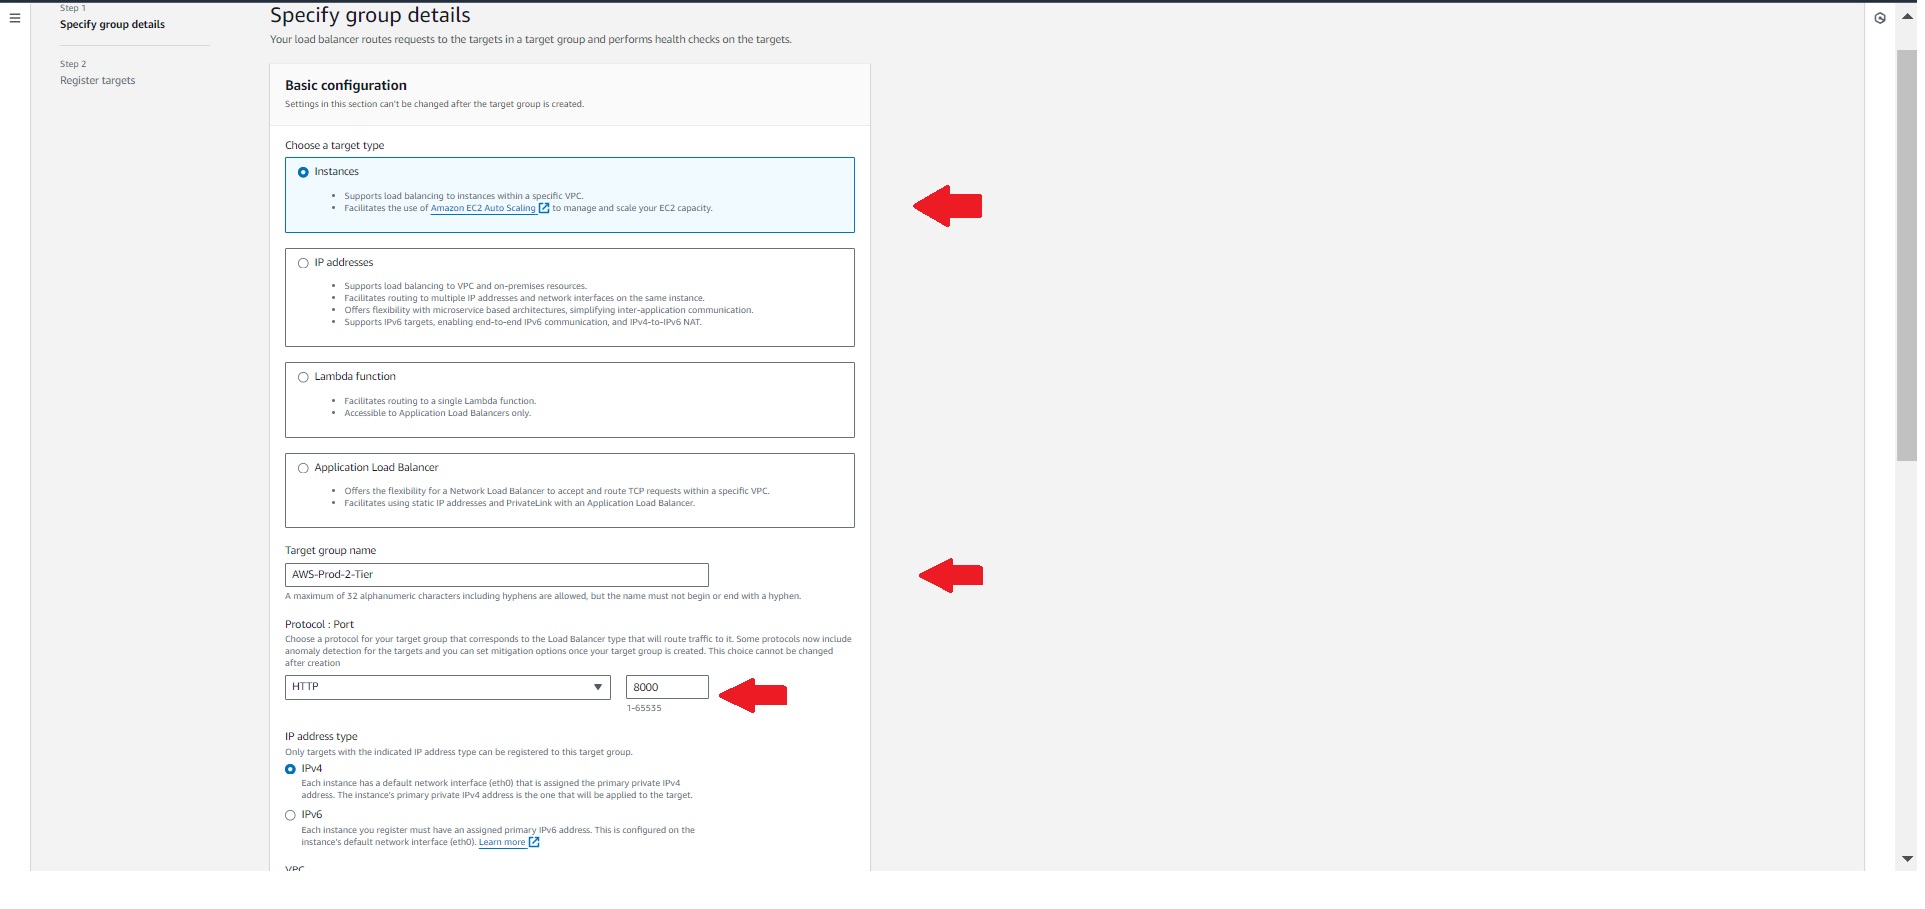 Step 1
Specify group details
Step 2
Register targets
Specify group details
Your load balancer routes requests to the targets in a target group and performs health checks on the targets.
Basic configuration
Settings in this section can't be changed after the target group is created.
Choose a target type
Instances
• Supports load balancing to instances within a specific VPC.
• Facilitates the use of Amazon EC2 Auto Scaling to manage and scale your EC2 capacity.
IP addresses
• Supports load balancing to VPC and on-premises resources.
• Facilitates routing to multiple IP addresses and network interfaces on the same instance.
• Offers flexibility with microservice based architectures, simplifying inter-application communication.
• Supports IPv6 targets, enabling end-to-end IPv6 communication, and IPv4-to-IPv6 NAT.
Lambda function
• Facilitates routing to a single Lambda function.
• Accessible to Application Load Balancers only.
Application Load Balancer
• Offers the flexibility for a Network Load Balancer to accept and route TCP requests within a specific VPC.
• Facilitates using static IP addresses and PrivateLink with an Application Load Balancer.
Target group name
AWS-Prod-2-Tier
A maximum of 32 alphanumeric characters including hyphens are allowed, but the name must not begin or end with a hyphen.
Protocol : Port
Choose a protocol for your target group that corresponds to the Load Balancer type that will route traffic to it. Some protocols now include
anomaly detection for the targets and you can set mitigation options once your target group is created. This choice cannot be changed
after creation
HTTP 8000
1-65535
IP address type
Only targets with the indicated IP address type can be registered to this target group.
IPv4
Each instance has a default network interface (eth0) that is assigned the primary private IPv4
address. The instance's primary private IPv4 address is the one that will be applied to the target.
IPv6
Each instance you register must have an assigned primary IPv6 address. This is configured on the
instance's default network interface (eth0). Learn more
VPC